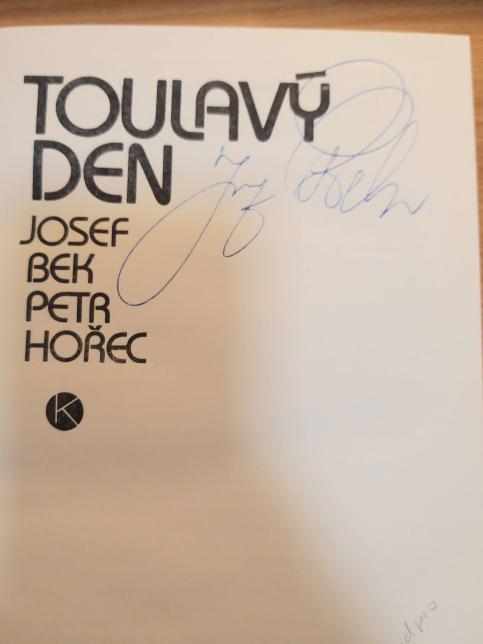 TOULAVÝ
DEN
JOSEF
BEK
PETR
HOŘEC
K